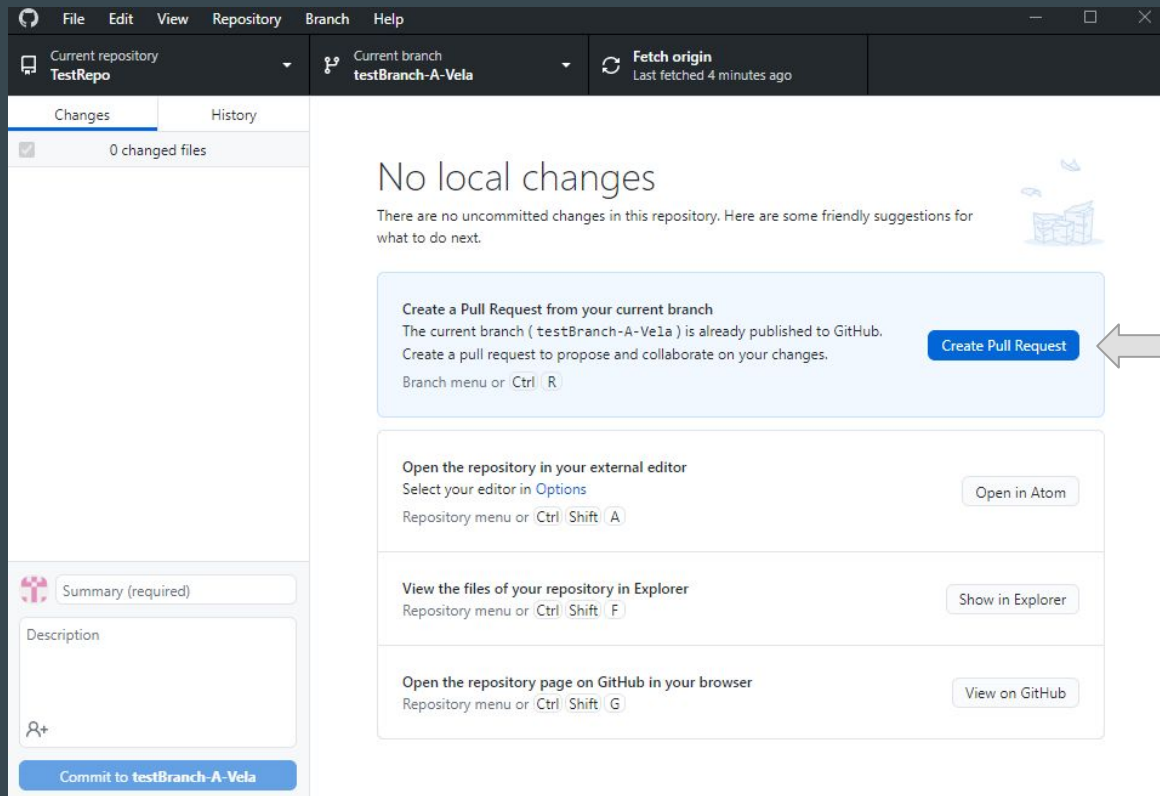 File Edit View Repository Branch Help
Current repository
TestRepo
Current branch
testBranch-A-Vela
Fetch origin
Last fetched 4 minutes ago
Changes History
0 changed files
No local changes
There are no uncommitted changes in this repository. Here are some friendly suggestions for
what to do next.
Create a Pull Request from your current branch
The current branch ( testBranch-A-Vela ) is already published to GitHub.
Create a pull request to propose and collaborate on your changes.
Branch menu or Ctrl R
Create Pull Request
Open the repository in your external editor
Select your editor in Options
Repository menu or Ctrl Shift A
Open in Atom
View the files of your repository in Explorer
Repository menu or Ctrl Shift F
Show in Explorer
Open the repository page on GitHub in your browser
Repository menu or Ctrl Shift G
View on GitHub
Summary (required)
Description
Commit to testBranch-A-Vela